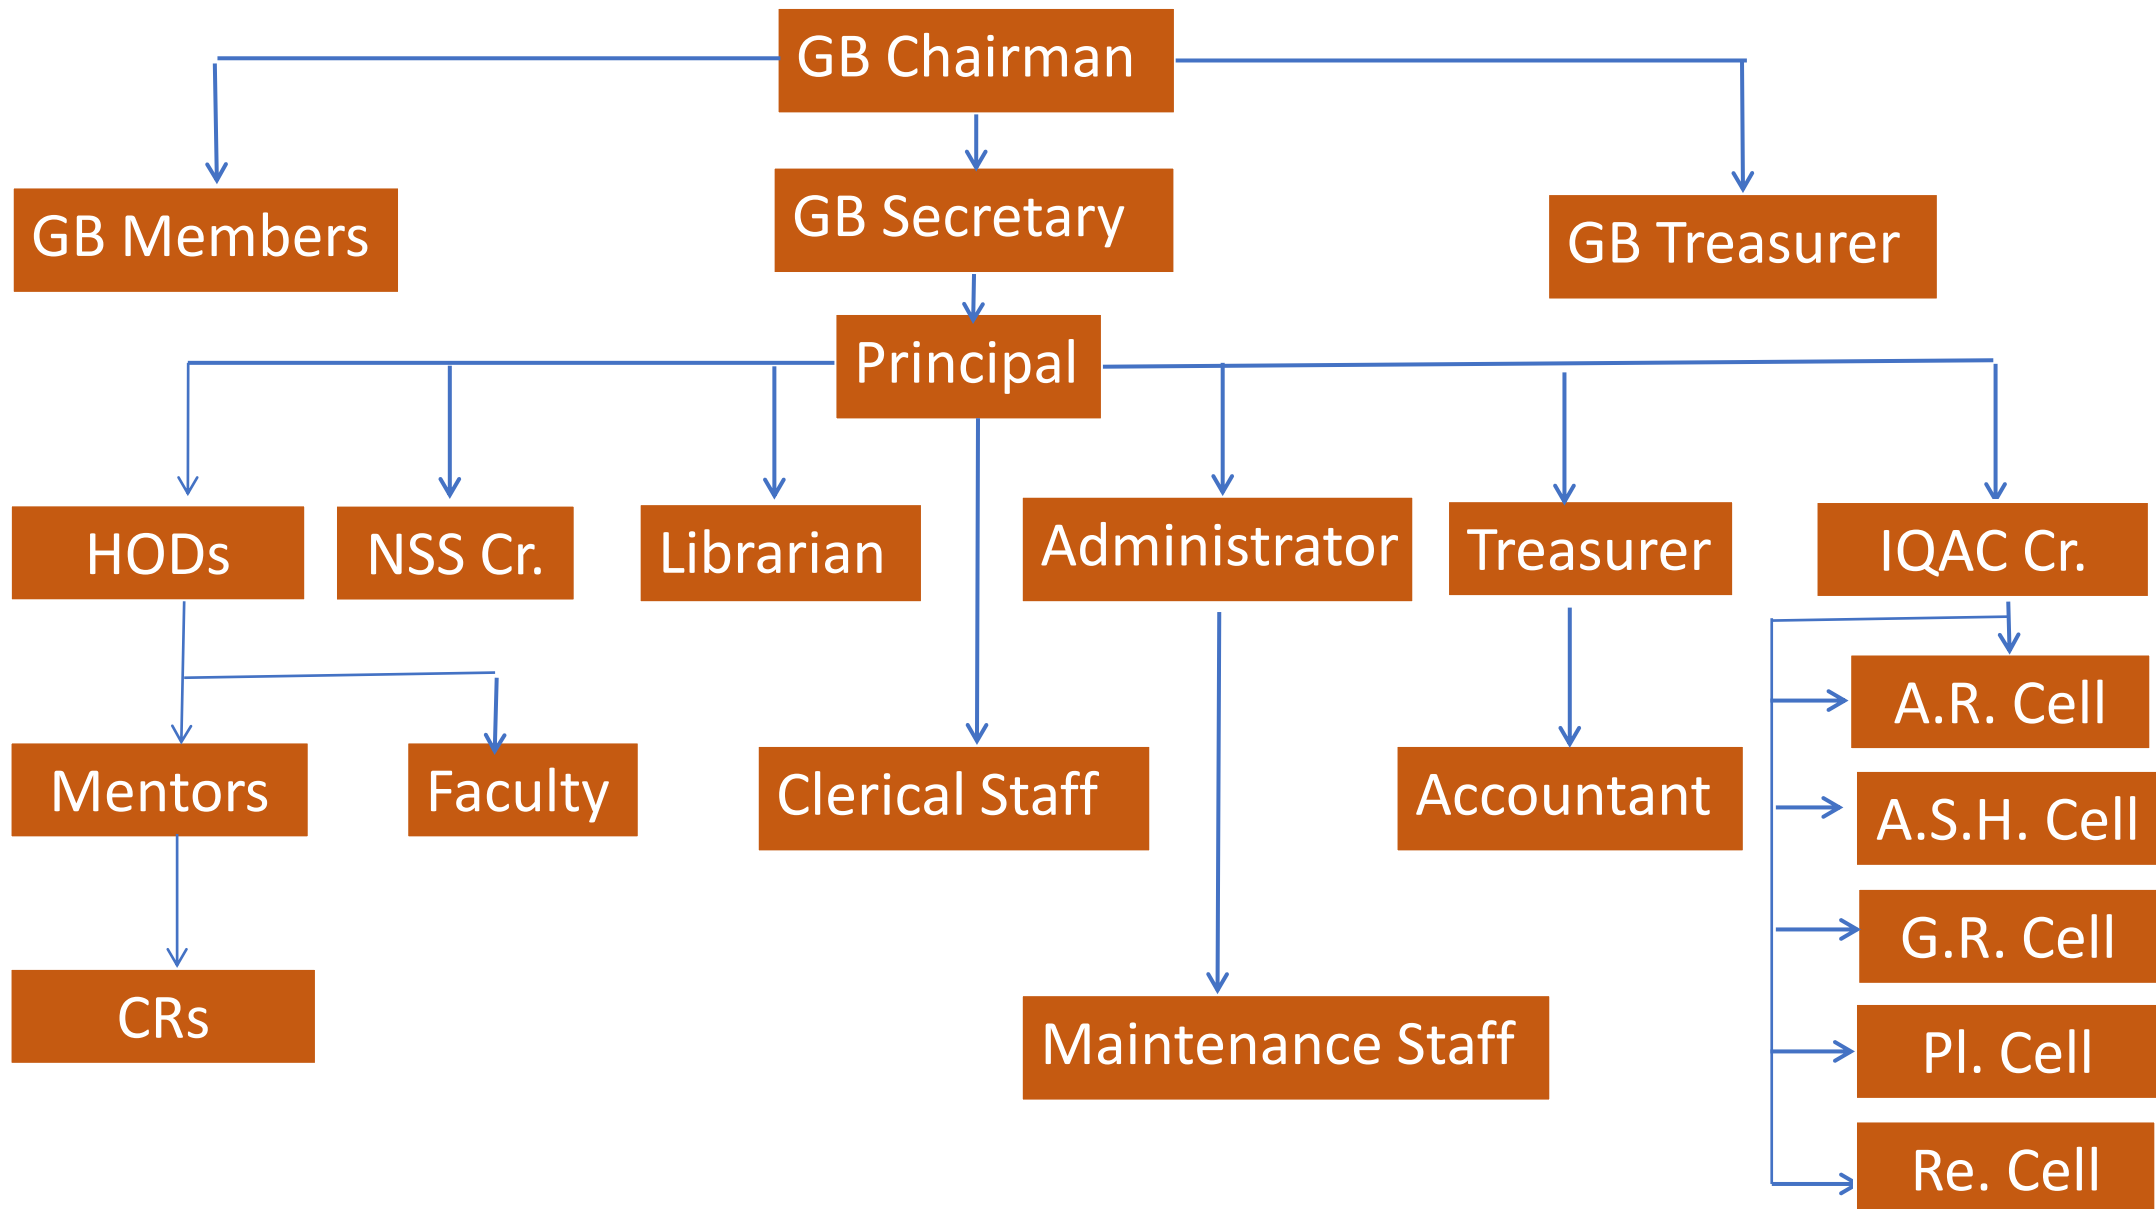 GB Chairman
GB Members
GB Secretary
GB Treasurer
Principal
HODs
NSS Cr.
Librarian
Administrator
Treasurer
IQAC Cr.
A.R. Cell
Mentors
Faculty
Clerical Staff
Accountant
A.S.H. Cell
G.R. Cell
CRs
Maintenance Staff
Pl. Cell
Re. Cell